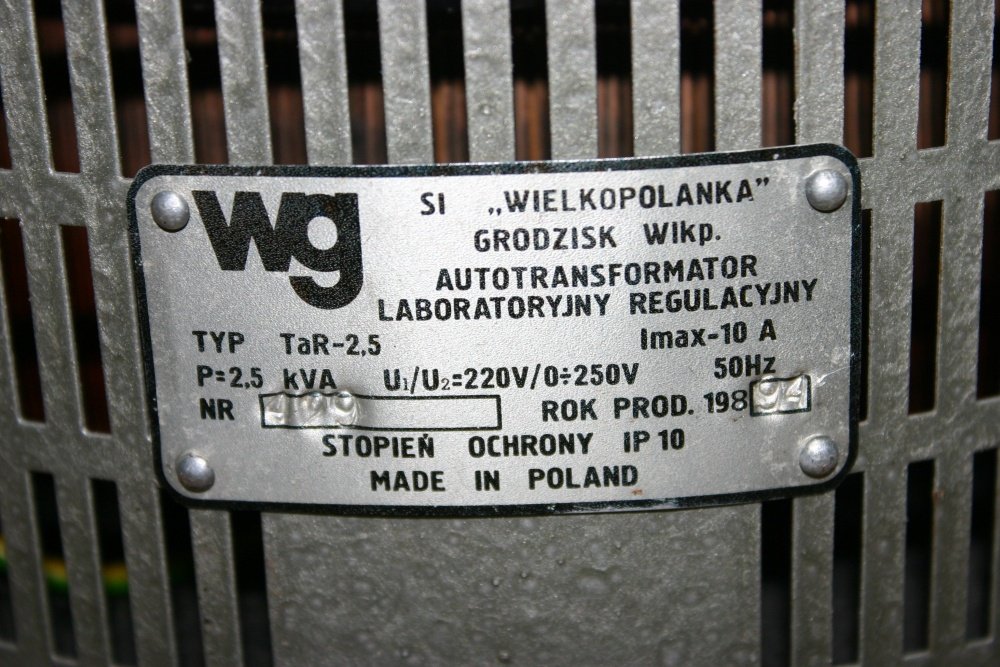 wg
SI „WIELKOPOLANKA”
GRODZISK Wlkp.
AUTOTRANSFORMATOR
LABORATORYJNY REGULACYJNY
TYP TaR-2,5 Imax-10 A
P=2,5 kVA U₁/U₂=220V/0÷250V 50Hz
NR ROK PROD. 198
STOPIEŃ OCHRONY IP 10
MADE IN POLAND